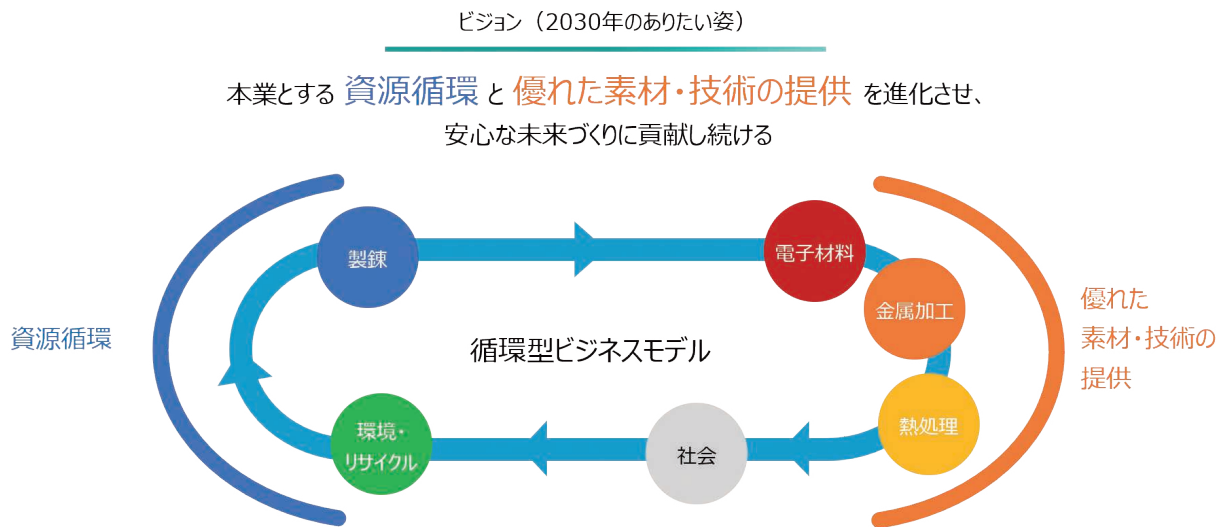 ビジョン（2030年のありたい姿）
本業とする 資源循環 と 優れた素材・技術の提供 を進化させ、
安心な未来づくりに貢献し続ける
製錬
電子材料
金属加工
優れた
素材・技術の
提供
資源循環
循環型ビジネスモデル
熱処理
環境・
リサイクル
社会